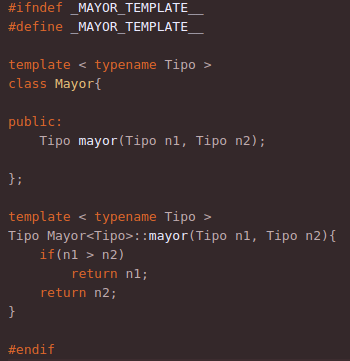 #ifndef _MAYOR_TEMPLATE__
#define _MAYOR_TEMPLATE__
template < typename Tipo >
class Mayor{
public:
    Tipo mayor(Tipo n1, Tipo n2);
};
template < typename Tipo >
Tipo Mayor<Tipo>::mayor(Tipo n1, Tipo n2){
    if(n1 > n2)
        return n1;
    return n2;
}
#endif